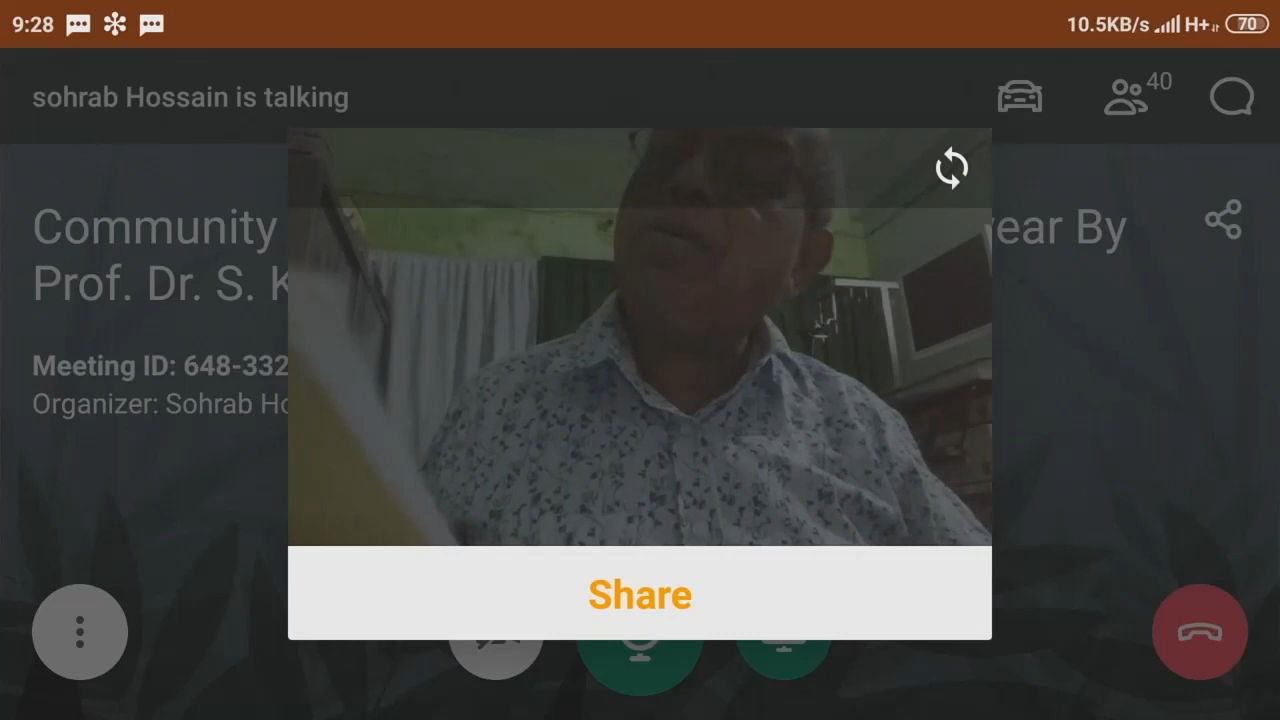 9:28 10.5KB/s H+ 70
sohrab Hossain is talking 40
Community ear By
Prof. Dr. S.
Meeting ID: 648-332
Organizer: Sohrab
Share